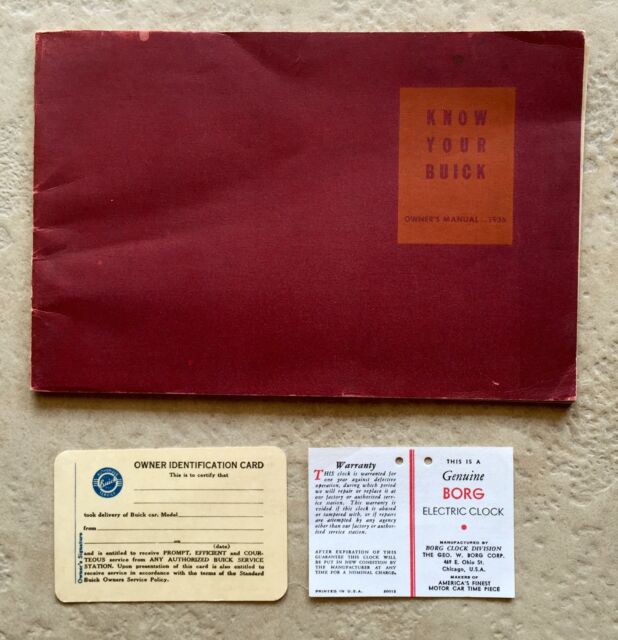 KNOW
YOUR
BUICK
OWNER'S MANUAL...1936
OWNER IDENTIFICATION CARD
This is to certify that
Buick
took delivery of Buick car. Model
from
on
(date)
and is entitled to receive PROMPT, EFFICIENT and COUR-
TEOUS service from ANY AUTHORIZED BUICK SERVICE
STATION. Upon presentation of this card is also entitled to
receive service in accordance with the terms of the Standard
Buick Owners Service Policy.
Owner's Signature
Warranty
THIS clock is warranted for
one year against defective
operation, during which period
we will repair or replace it at
our factory or authorized ser-
vice station. This warranty is
voided if this clock is abused
or tampered with, or if repairs
are attempted by any agency
other than our factory or author-
ized service station.
AFTER EXPIRATION OF THIS
GUARANTEE THIS CLOCK WILL
BE PUT IN NEW CONDITION BY
THE MANUFACTURER AT ANY
TIME FOR A NOMINAL CHARGE.
PRINTED IN U.S.A. 20012
THIS IS A
Genuine
BORG
ELECTRIC CLOCK
MANUFACTURED BY
BORG CLOCK DIVISION
THE GEO. W. BORG CORP.
469 E. Ohio St.
Chicago, U.S.A.
MAKERS OF
AMERICA'S FINEST
MOTOR CAR TIME PIECE